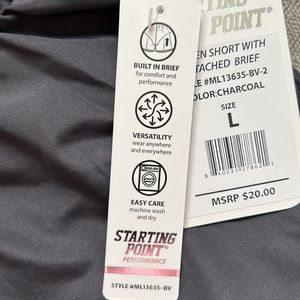 BUILT IN BRIEF
for comfort and
performance
VERSATILITY
wear anywhere
and everywhere
EASY CARE
machine wash
and dry
STARTING
POINT®
PERFORMANCE
STYLE #ML13635-BV
STARTING
POINT®
EN SHORT WITH
TACHED BRIEF
LE #ML13635-BV-2
OLOR:CHARCOAL
SIZE
L
MSRP $20.00